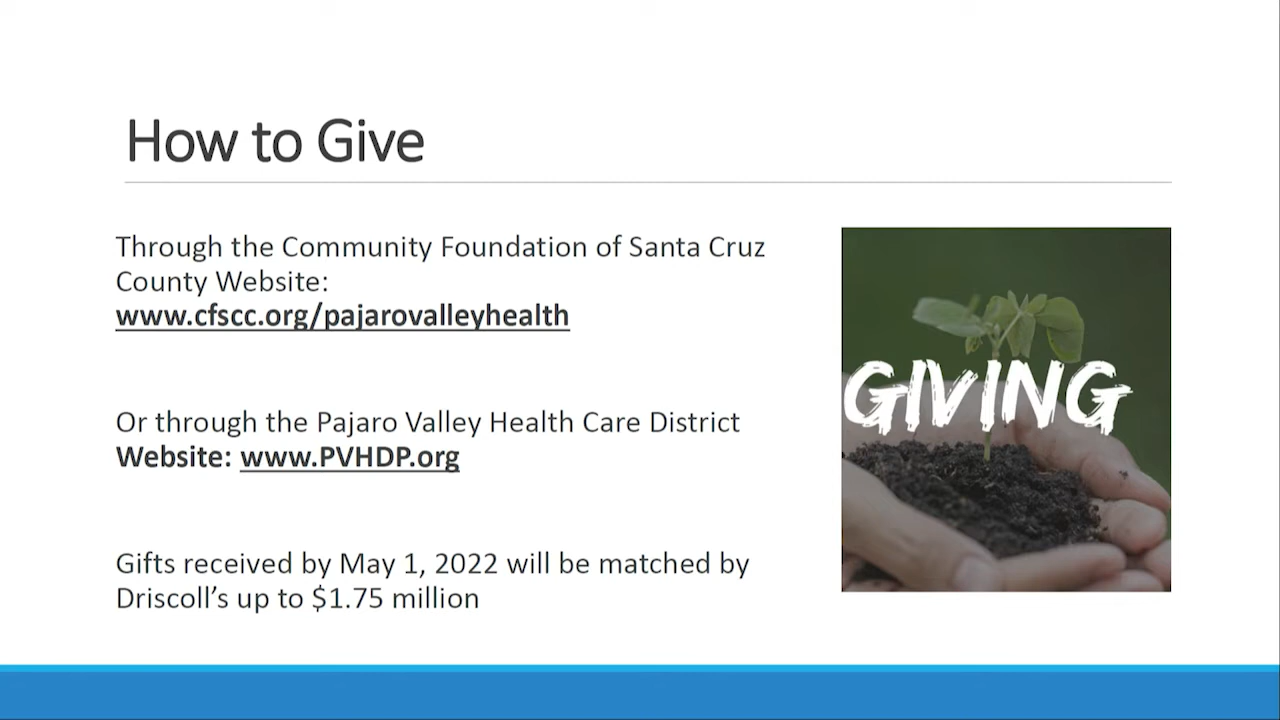 How to Give
Through the Community Foundation of Santa Cruz
County Website:
www.cfscc.org/pajarovalleyhealth
Or through the Pajaro Valley Health Care District
Website: www.PVHDP.org
Gifts received by May 1, 2022 will be matched by
Driscoll’s up to $1.75 million
GIVING